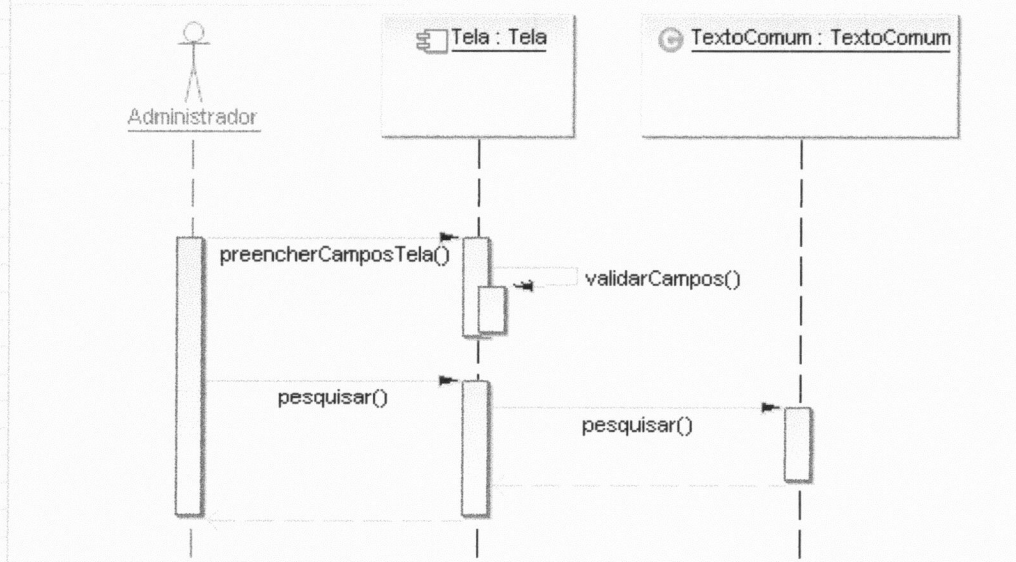 Tela : Tela
TextoComum : TextoComum
Administrador
preencherCamposTela()
validarCampos()
pesquisar()
pesquisar()